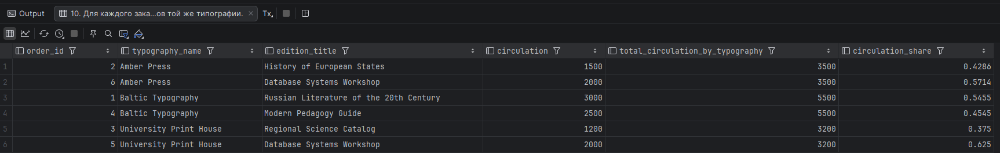 Output 10. Для каждого зака...ов той же типографии. × Tx
order_id typography_name edition_title circulation total_circulation_by_typography circulation_share
1 2 Amber Press History of European States 1500 3500 0.4286
2 6 Amber Press Database Systems Workshop 2000 3500 0.5714
3 1 Baltic Typography Russian Literature of the 20th Century 3000 5500 0.5455
4 4 Baltic Typography Modern Pedagogy Guide 2500 5500 0.4545
5 3 University Print House Regional Science Catalog 1200 3200 0.375
6 5 University Print House Database Systems Workshop 2000 3200 0.625